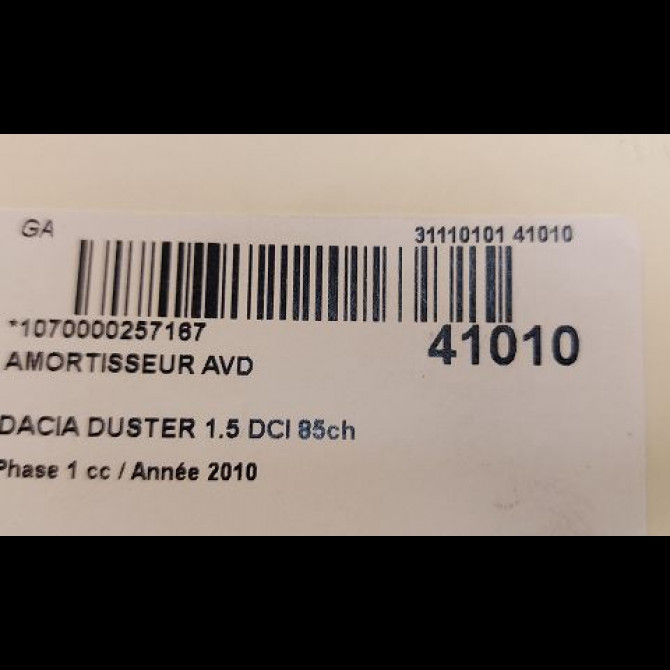 GA
31110101 41010
*1070000257167
41010
AMORTISSEUR AVD
DACIA DUSTER 1.5 DCI 85ch
Phase 1 cc / Année 2010